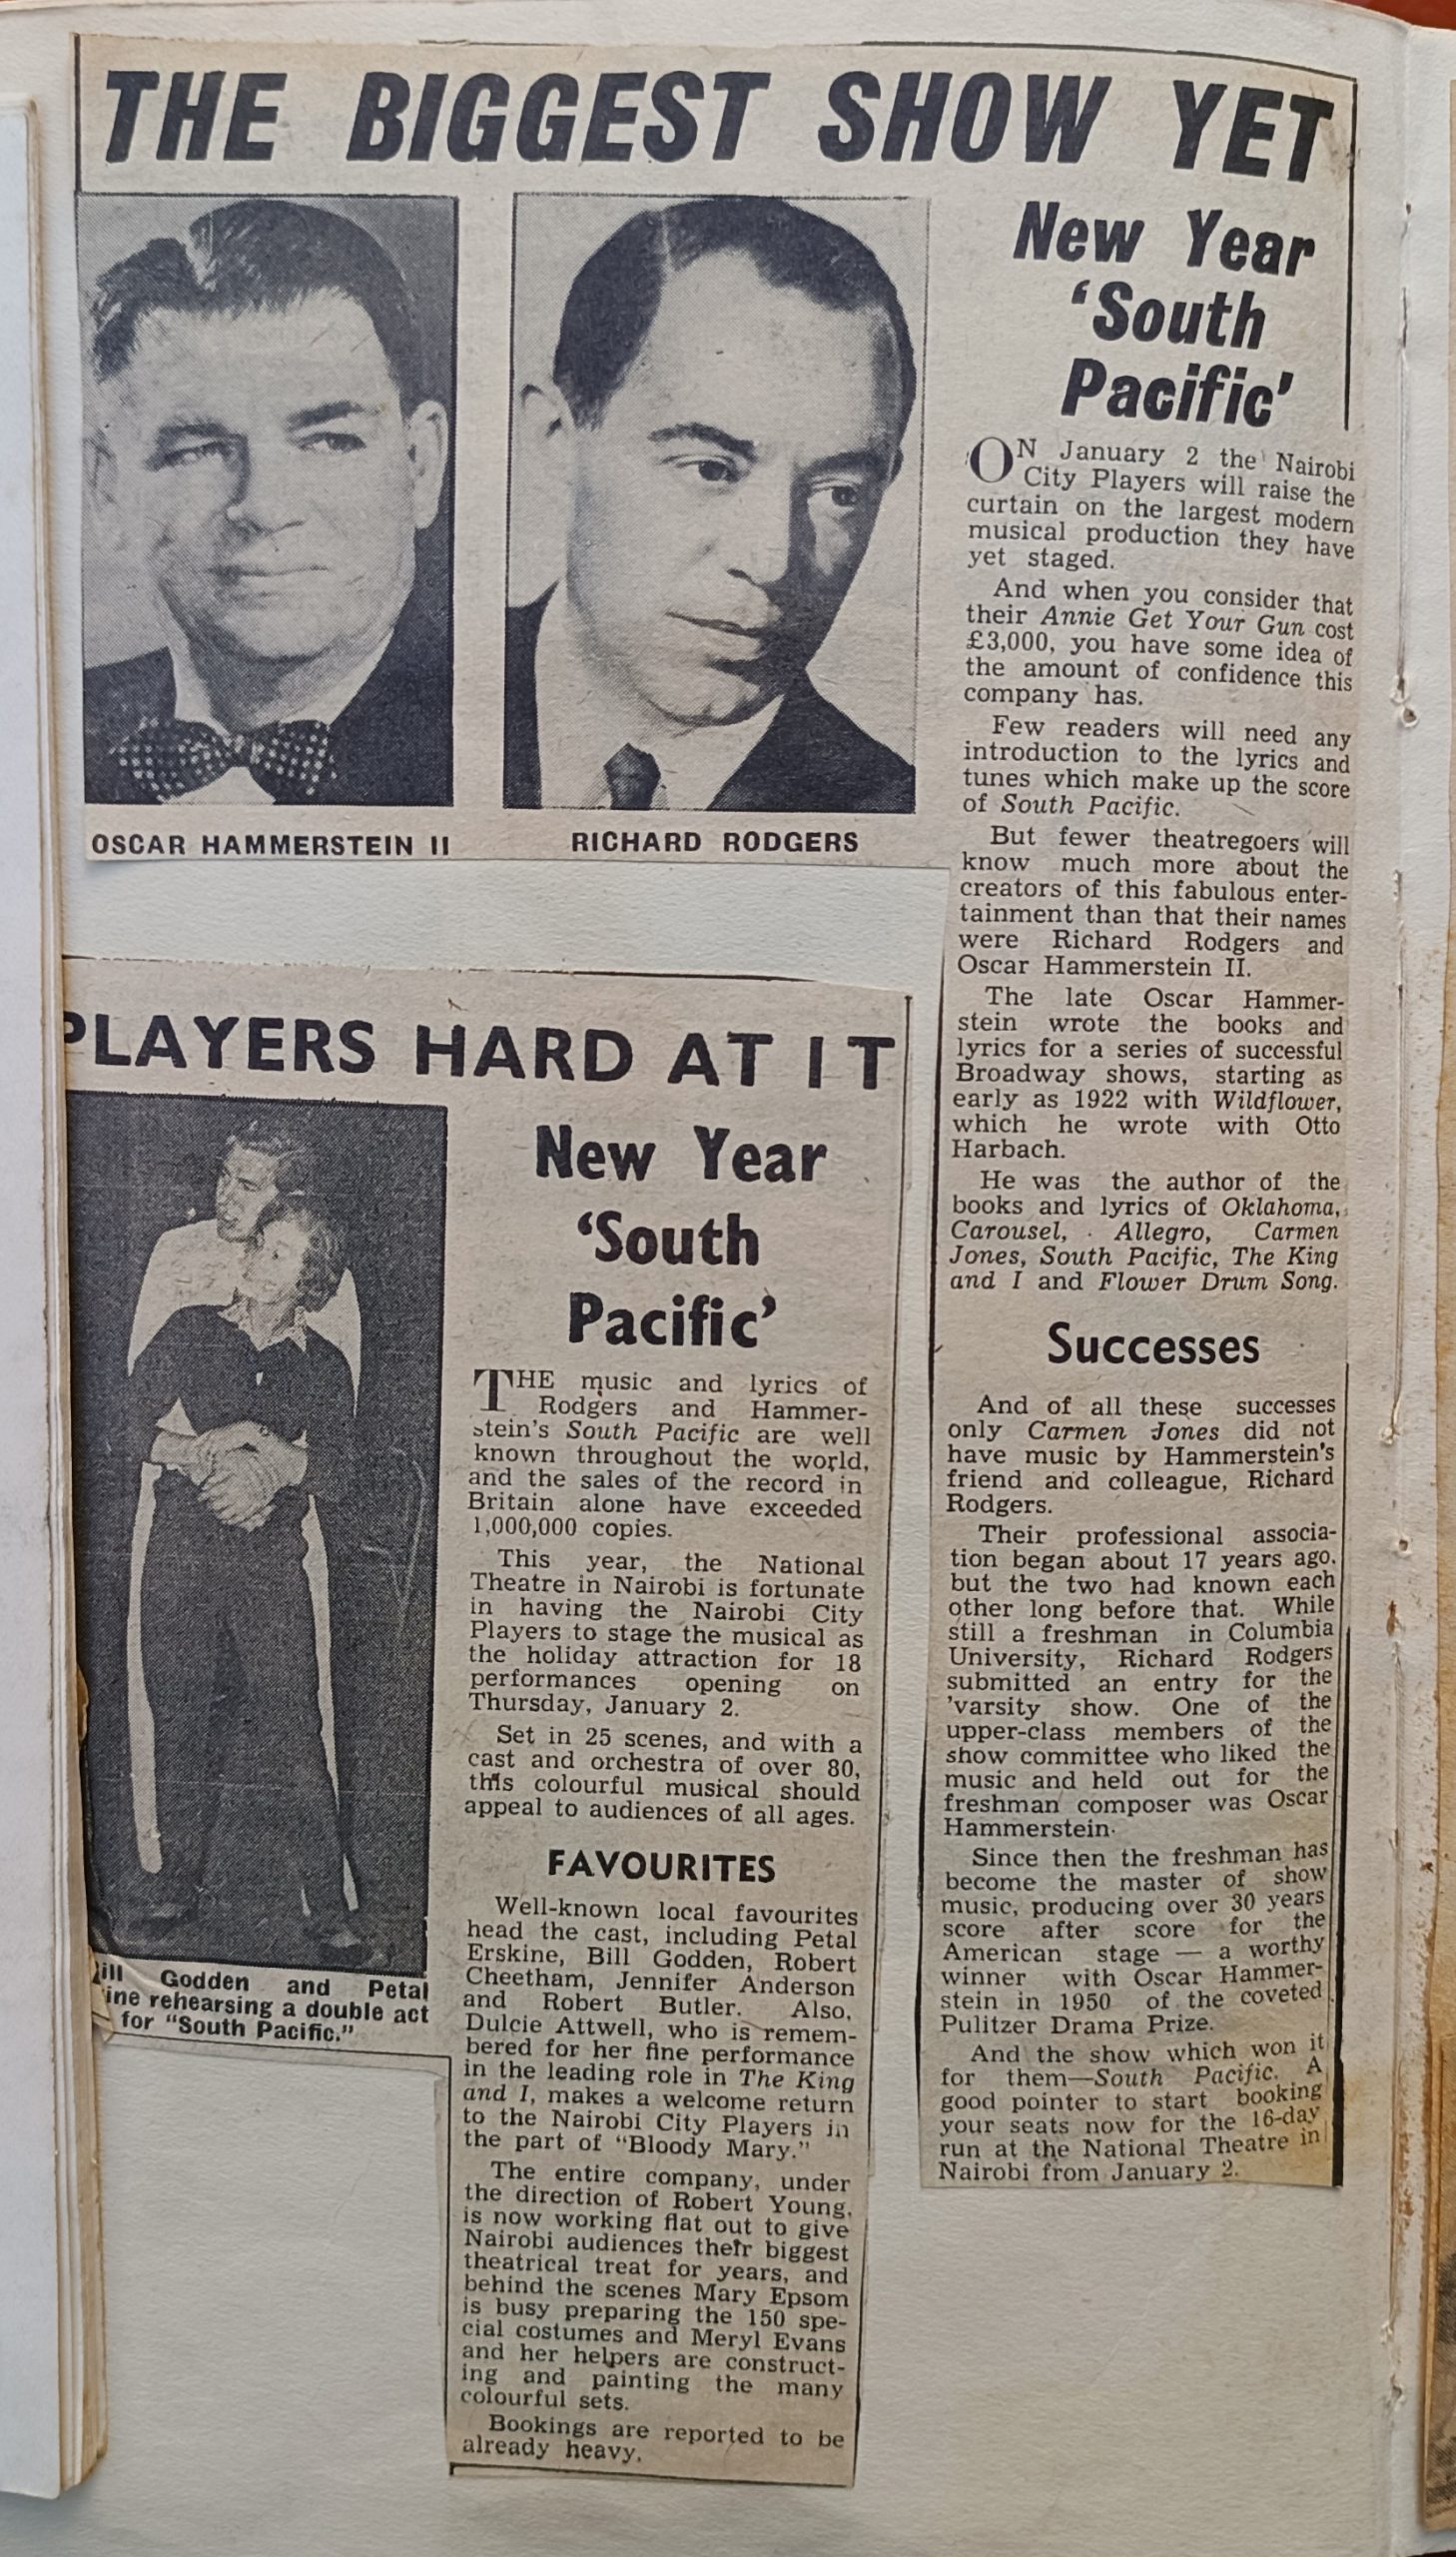 THE BIGGEST SHOW YET
OSCAR HAMMERSTEIN II
RICHARD RODGERS
New Year
‘South
Pacific’
ON January 2 the Nairobi
City Players will raise the
curtain on the largest modern
musical production they have
yet staged.
And when you consider that
their Annie Get Your Gun cost
£3,000, you have some idea of
the amount of confidence this
company has.
Few readers will need any
introduction to the lyrics and
tunes which make up the score
of South Pacific.
But fewer theatregoers will
know much more about the
creators of this fabulous enter-
tainment than that their names
were Richard Rodgers and
Oscar Hammerstein II.
The late Oscar Hammer-
stein wrote the books and
lyrics for a series of successful
Broadway shows, starting as
early as 1922 with Wildflower,
which he wrote with Otto
Harbach.
He was the author of the
books and lyrics of Oklahoma,
Carousel, Allegro, Carmen
Jones, South Pacific, The King
and I and Flower Drum Song.
Successes
And of all these successes
only Carmen Jones did not
have music by Hammerstein's
friend and colleague, Richard
Rodgers.
Their professional associa-
tion began about 17 years ago.
but the two had known each
other long before that. While
still a freshman in Columbia
University, Richard Rodgers
submitted an entry for the
'varsity show. One of the
upper-class members of the
show committee who liked the
music and held out for the
freshman composer was Oscar
Hammerstein.
Since then the freshman has
become the master of show
music, producing over 30 years
score after score for the
American stage — a worthy
winner with Oscar Hammer-
stein in 1950 of the coveted
Pulitzer Drama Prize.
And the show which won it
for them—South Pacific. A
good pointer to start booking
your seats now for the 16-day
run at the National Theatre in
Nairobi from January 2.
PLAYERS HARD AT IT
ill Godden and Petal
ine rehearsing a double act
for "South Pacific."
New Year
‘South
Pacific’
THE music and lyrics of
Rodgers and Hammer-
stein's South Pacific are well
known throughout the world,
and the sales of the record in
Britain alone have exceeded
1,000,000 copies.
This year, the National
Theatre in Nairobi is fortunate
in having the Nairobi City
Players to stage the musical as
the holiday attraction for 18
performances opening on
Thursday, January 2.
Set in 25 scenes, and with a
cast and orchestra of over 80,
this colourful musical should
appeal to audiences of all ages.
FAVOURITES
Well-known local favourites
head the cast, including Petal
Erskine, Bill Godden, Robert
Cheetham, Jennifer Anderson
and Robert Butler. Also,
Dulcie Attwell, who is remem-
bered for her fine performance
in the leading role in The King
and I, makes a welcome return
to the Nairobi City Players in
the part of "Bloody Mary."
The entire company, under
the direction of Robert Young,
is now working flat out to give
Nairobi audiences their biggest
theatrical treat for years, and
behind the scenes Mary Epsom
is busy preparing the 150 spe-
cial costumes and Meryl Evans
and her helpers are construct-
ing and painting the many
colourful sets.
Bookings are reported to be
already heavy.